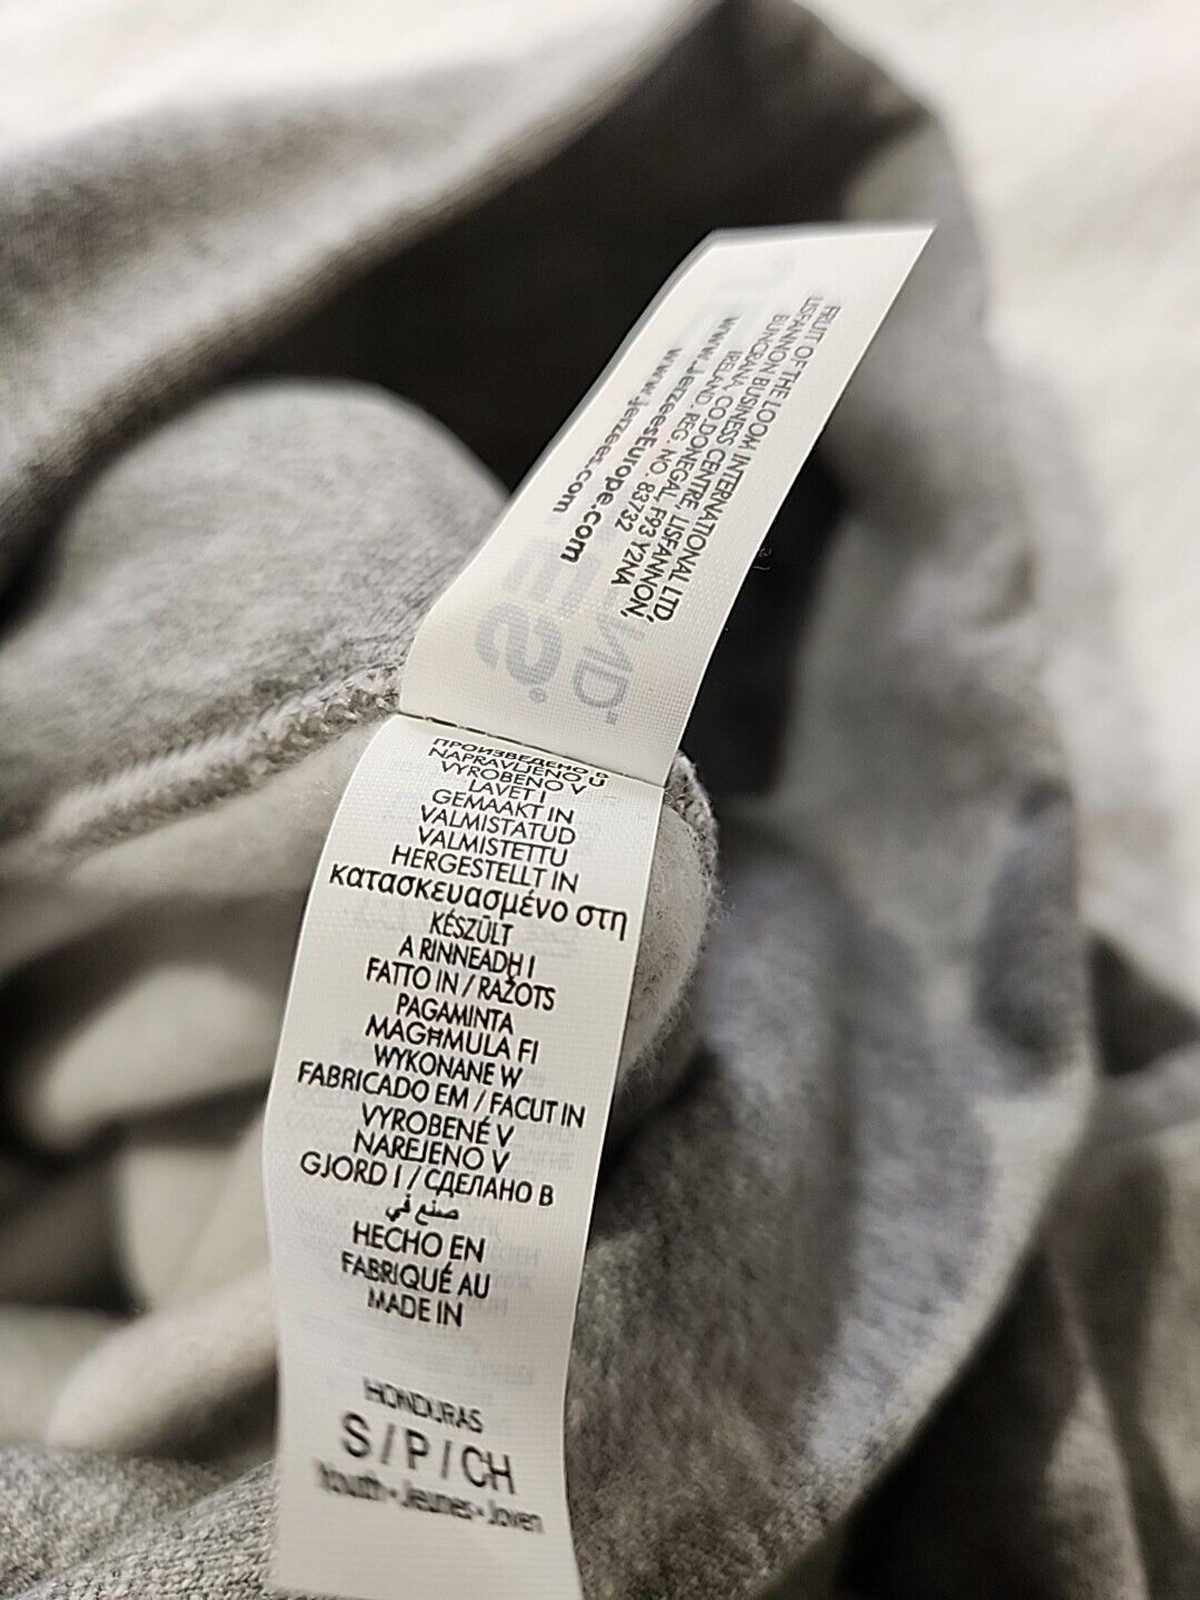 FRUIT OF THE LOOM INTERNATIONAL LTD,
LISFANNON BUSINESS CENTRE, LISFANNON,
BUNCRANA, CO.DONEGAL, F93 Y2NA
IRELAND. REG. NO. 83732
www.JerzeesEurope.com
www.jerzees.com
ПРОИЗВЕДЕНО В
NAPRAVLJENO U
VYROBENO V
LAVET I
GEMAAKT IN
VALMISTATUD
VALMISTETTU
HERGESTELLT IN
κατασκευασμένο στη
KÉSZÜLT
A RINNEADH I
FATTO IN / RAŽOTS
PAGAMINTA
MAGĦMULA FI
WYKONANE W
FABRICADO EM / FACUT IN
VYROBENÉ V
NAREJENO V
GJORD I / СДЕЛАНО В
صنع في
HECHO EN
FABRIQUÉ AU
MADE IN
HONDURAS
S / P / CH
Youth • Jeunes • Joven